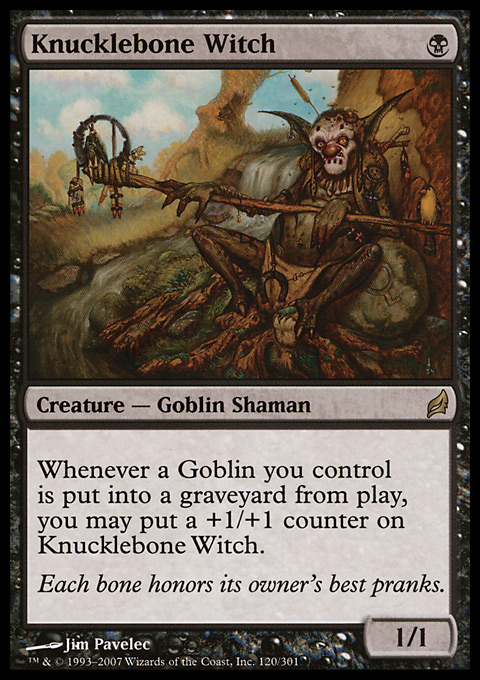 Knucklebone Witch
Creature — Goblin Shaman
Whenever a Goblin you control
is put into a graveyard from play,
you may put a +1/+1 counter on
Knucklebone Witch.
Each bone honors its owner's best pranks.
Jim Pavelec
1/1
™ & © 1993–2007 Wizards of the Coast, Inc. 120/301